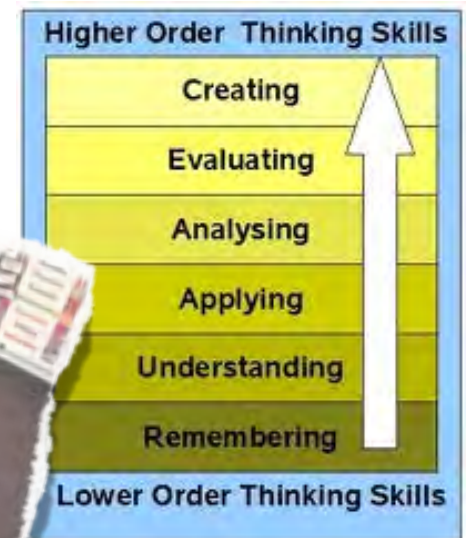 Higher Order Thinking Skills
Creating
Evaluating
Analysing
Applying
Understanding
Remembering
Lower Order Thinking Skills